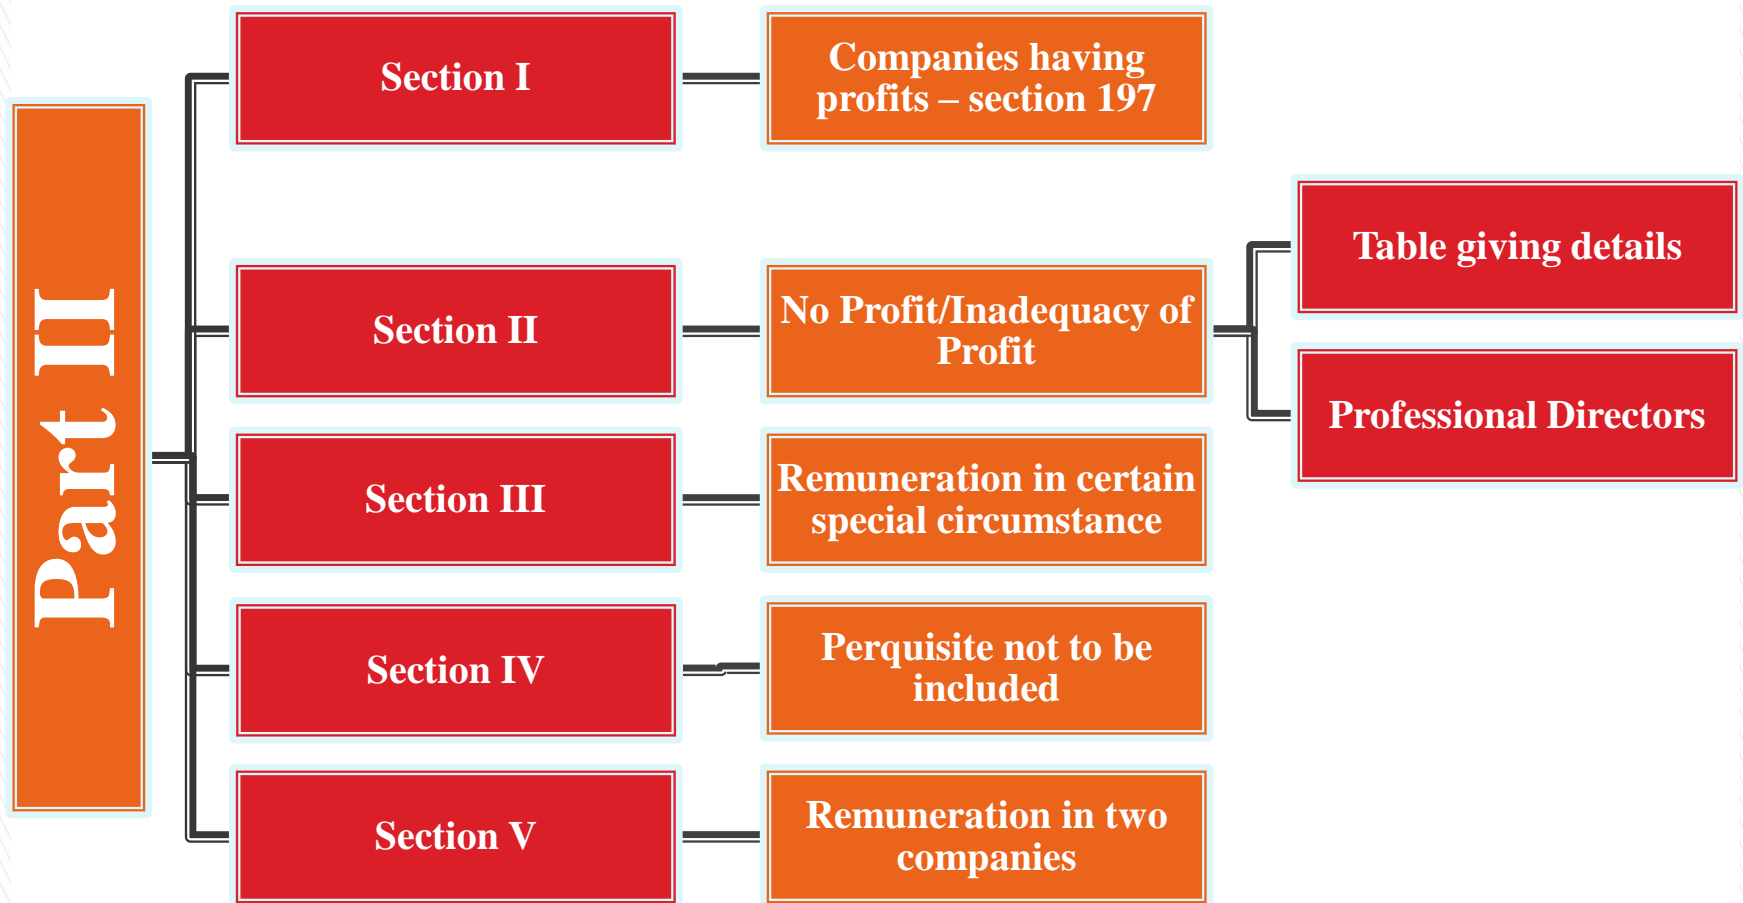 Part II
Section I
Companies having
profits – section 197
Section II
No Profit/Inadequacy of
Profit
Table giving details
Professional Directors
Section III
Remuneration in certain
special circumstance
Section IV
Perquisite not to be
included
Section V
Remuneration in two
companies